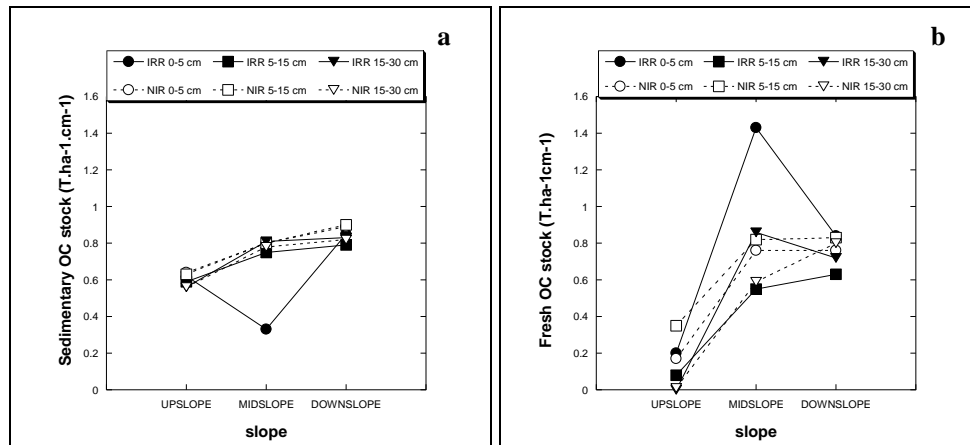 a
IRR 0-5 cm IRR 5-15 cm IRR 15-30 cm
NIR 0-5 cm NIR 5-15 cm NIR 15-30 cm
Sedimentary OC stock (T.ha-1.cm-1)
1.6
1.4
1.2
1
0.8
0.6
0.4
0.2
0
UPSLOPE MIDSLOPE DOWNSLOPE
slope
b
IRR 0-5 cm IRR 5-15 cm IRR 15-30 cm
NIR 0-5 cm NIR 5-15 cm NIR 15-30 cm
Fresh OC stock (T.ha-1cm-1)
1.6
1.4
1.2
1
0.8
0.6
0.4
0.2
0
UPSLOPE MIDSLOPE DOWNSLOPE
slope